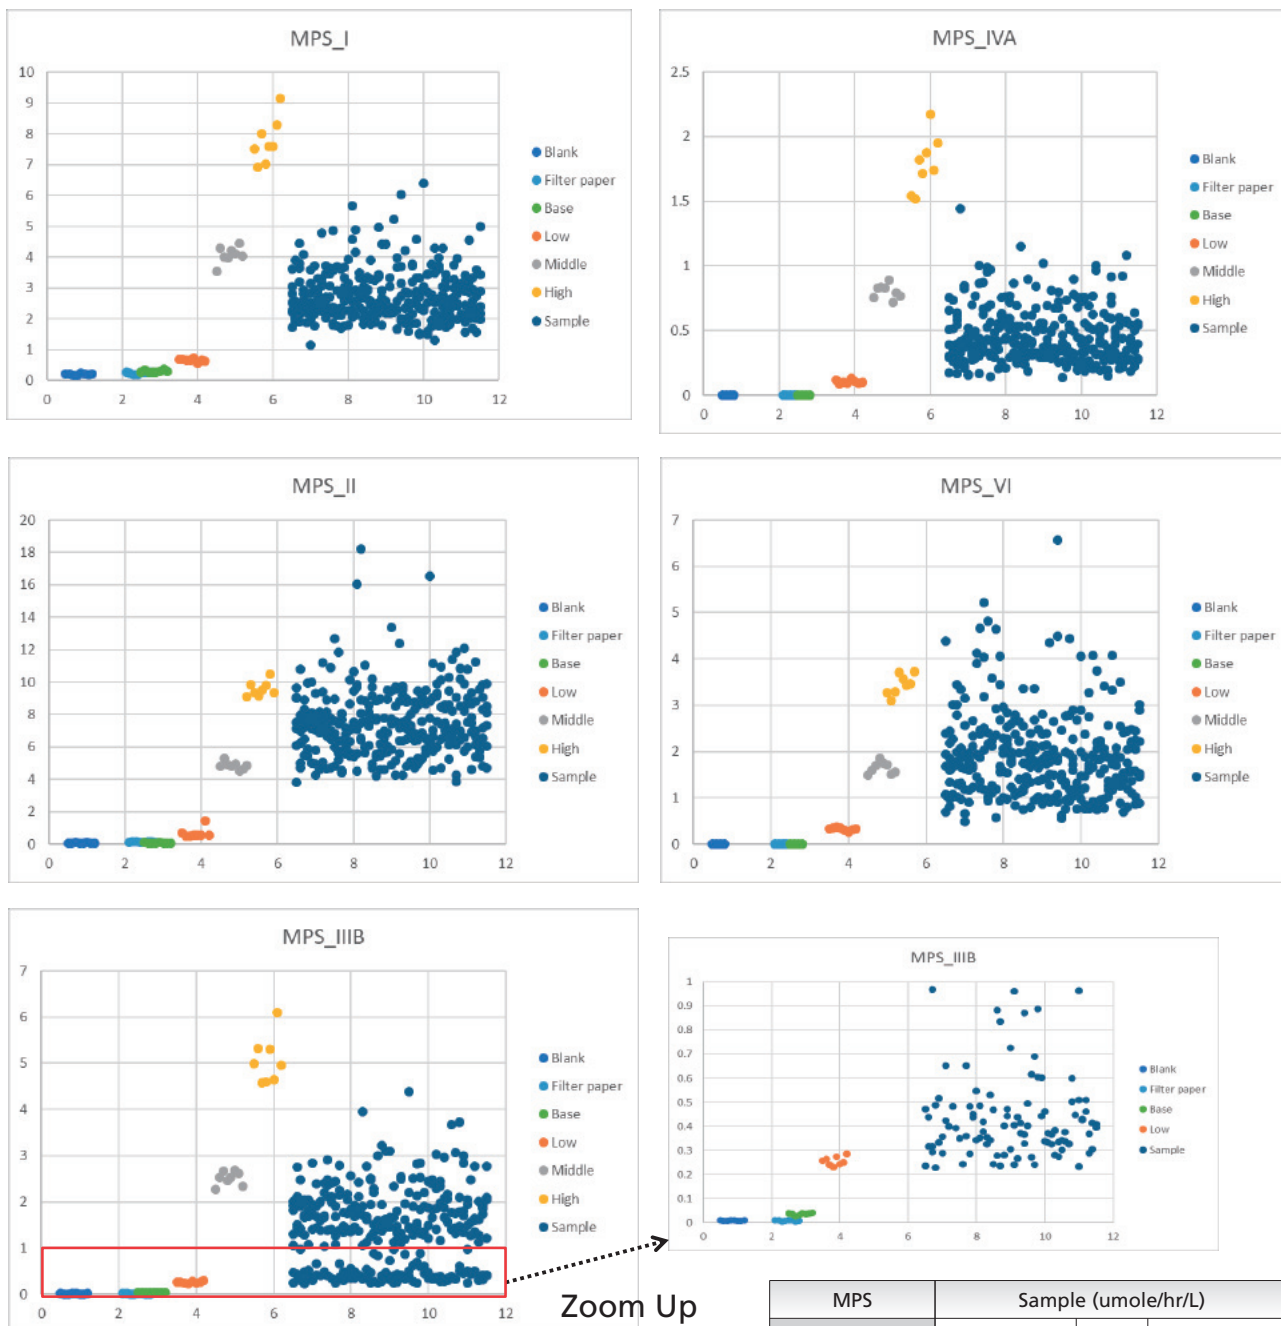 MPS_I
10
9
8
7
6
5
4
3
2
1
0
0 2 4 6 8 10 12
Blank
Filter paper
Base
Low
Middle
High
Sample
MPS_IVA
2.5
2
1.5
1
0.5
0
0 2 4 6 8 10 12
Blank
Filter paper
Base
Low
Middle
High
Sample
MPS_II
20
18
16
14
12
10
8
6
4
2
0
0 2 4 6 8 10 12
Blank
Filter paper
Base
Low
Middle
High
Sample
MPS_VI
7
6
5
4
3
2
1
0
0 2 4 6 8 10 12
Blank
Filter paper
Base
Low
Middle
High
Sample
MPS_IIIB
7
6
5
4
3
2
1
0
0 2 4 6 8 10 12
Blank
Filter paper
Base
Low
Middle
High
Sample
MPS_IIIB
1
0.9
0.8
0.7
0.6
0.5
0.4
0.3
0.2
0.1
0
0 2 4 6 8 10 12
Blank
Filter paper
Base
Low
Sample
Zoom Up
MPS Sample (umole/hr/L)